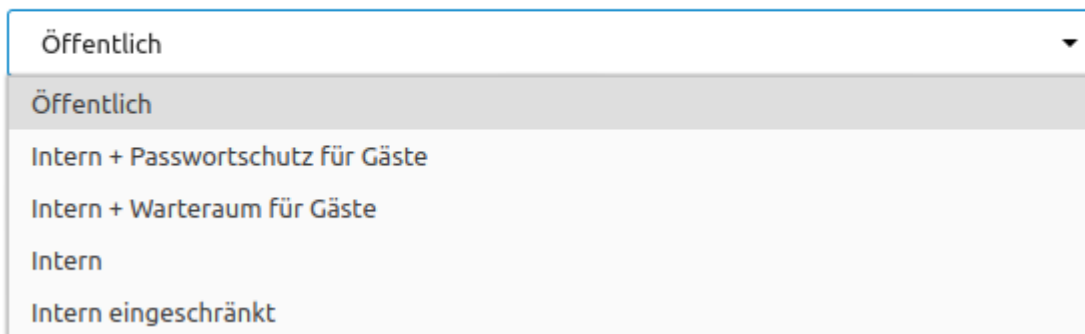 Öffentlich
Öffentlich
Intern + Passwortschutz für Gäste
Intern + Warteraum für Gäste
Intern
Intern eingeschränkt